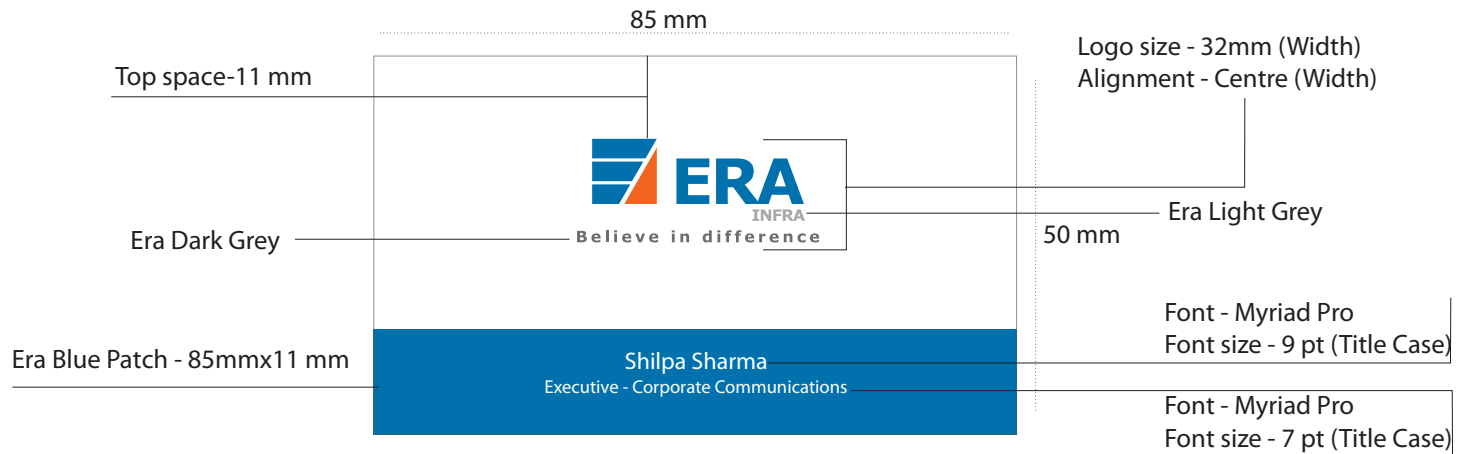 85 mm
Logo size - 32mm (Width)
Alignment - Centre (Width)
Top space-11 mm
ERA
INFRA
Believe in difference
Era Light Grey
Era Dark Grey
50 mm
Font - Myriad Pro
Font size - 9 pt (Title Case)
Era Blue Patch - 85mmx11 mm
Shilpa Sharma
Executive - Corporate Communications
Font - Myriad Pro
Font size - 7 pt (Title Case)